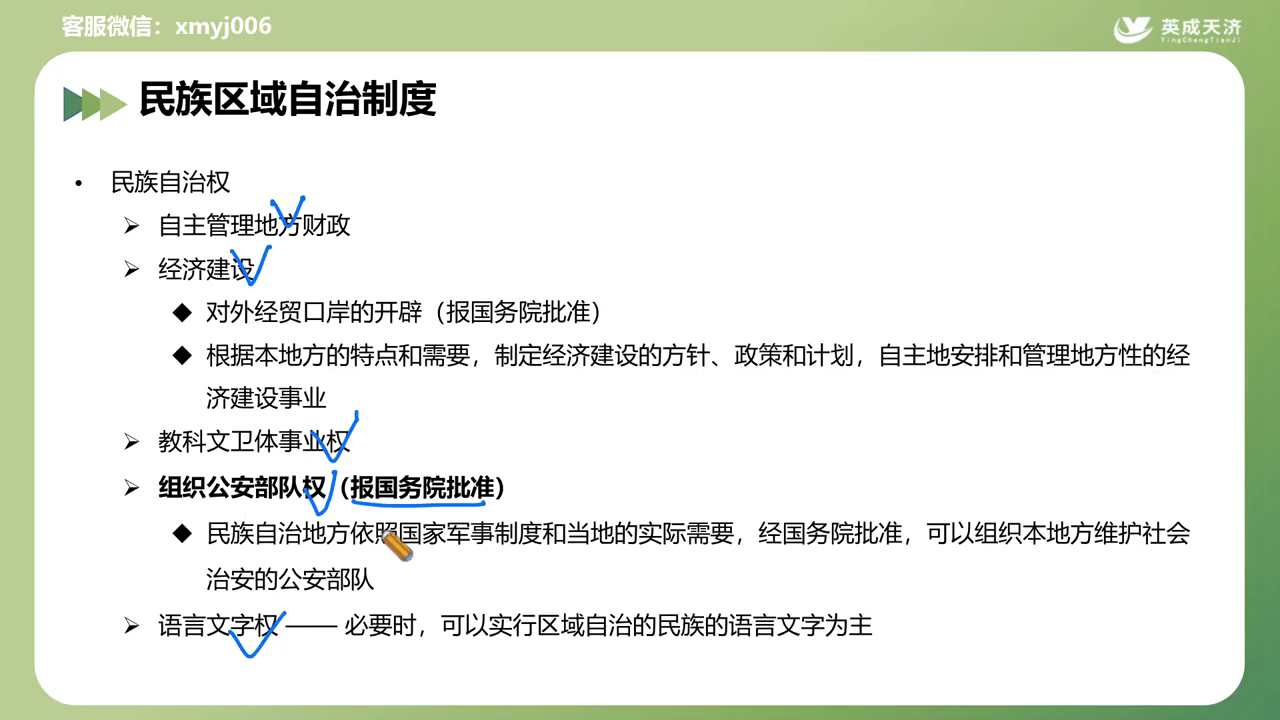 客服微信：xmyj006
英成天济
YingChengTianJi
民族区域自治制度
• 民族自治权
➢ 自主管理地方财政
➢ 经济建设
◆ 对外经贸口岸的开辟（报国务院批准）
◆ 根据本地方的特点和需要，制定经济建设的方针、政策和计划，自主地安排和管理地方性的经
济建设事业
➢ 教科文卫体事业权
➢ 组织公安部队权（报国务院批准）
◆ 民族自治地方依照国家军事制度和当地的实际需要，经国务院批准，可以组织本地方维护社会
治安的公安部队
➢ 语言文字权 —— 必要时，可以实行区域自治的民族的语言文字为主